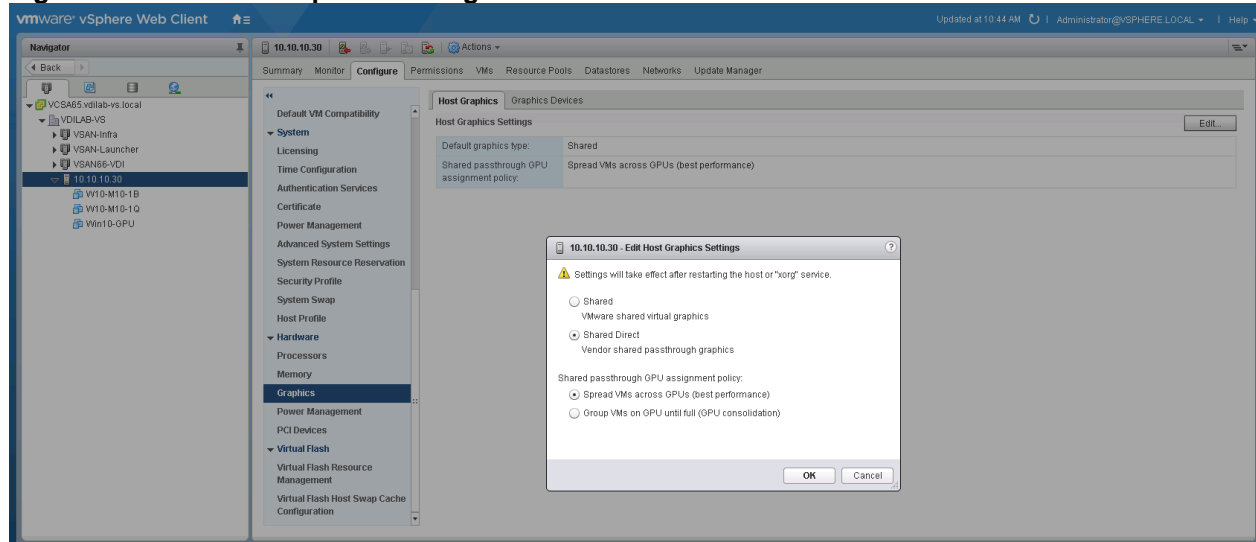 vmware® vSphere Web Client
Updated at 10:44 AM | Administrator@VSPHERE.LOCAL | Help
Navigator
Back
VCSA65.vdilab-vs.local
VDILAB-VS
VSAN-Infra
VSAN-Launcher
VSAN66-VDI
10.10.10.30
W10-M10-1B
W10-M10-1Q
Win10-GPU
10.10.10.30 Actions
Summary Monitor Configure Permissions VMs Resource Pools Datastores Networks Update Manager
Default VM Compatibility
System
Licensing
Time Configuration
Authentication Services
Certificate
Power Management
Advanced System Settings
System Resource Reservation
Security Profile
System Swap
Host Profile
Hardware
Processors
Memory
Graphics
Power Management
PCI Devices
Virtual Flash
Virtual Flash Resource
Management
Virtual Flash Host Swap Cache
Configuration
Host Graphics Graphics Devices
Host Graphics Settings Edit...
Default graphics type: Shared
Shared passthrough GPU Spread VMs across GPUs (best performance)
assignment policy:
10.10.10.30 - Edit Host Graphics Settings ?
Settings will take effect after restarting the host or "xorg" service.
Shared
VMware shared virtual graphics
Shared Direct
Vendor shared passthrough graphics
Shared passthrough GPU assignment policy:
Spread VMs across GPUs (best performance)
Group VMs on GPU until full (GPU consolidation)
OK Cancel